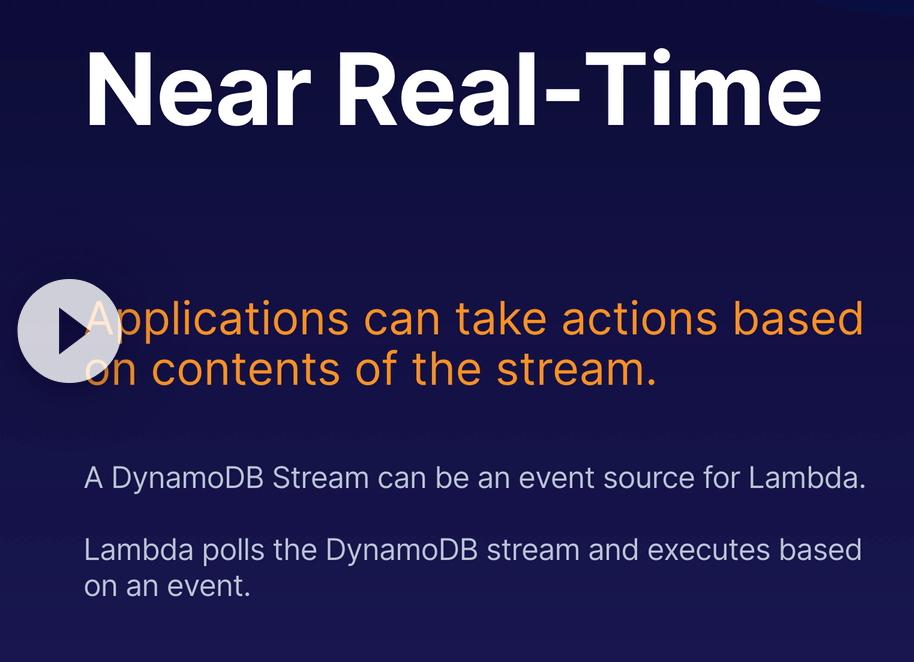 Near Real-Time
Applications can take actions based
on contents of the stream.
A DynamoDB Stream can be an event source for Lambda.
Lambda polls the DynamoDB stream and executes based
on an event.